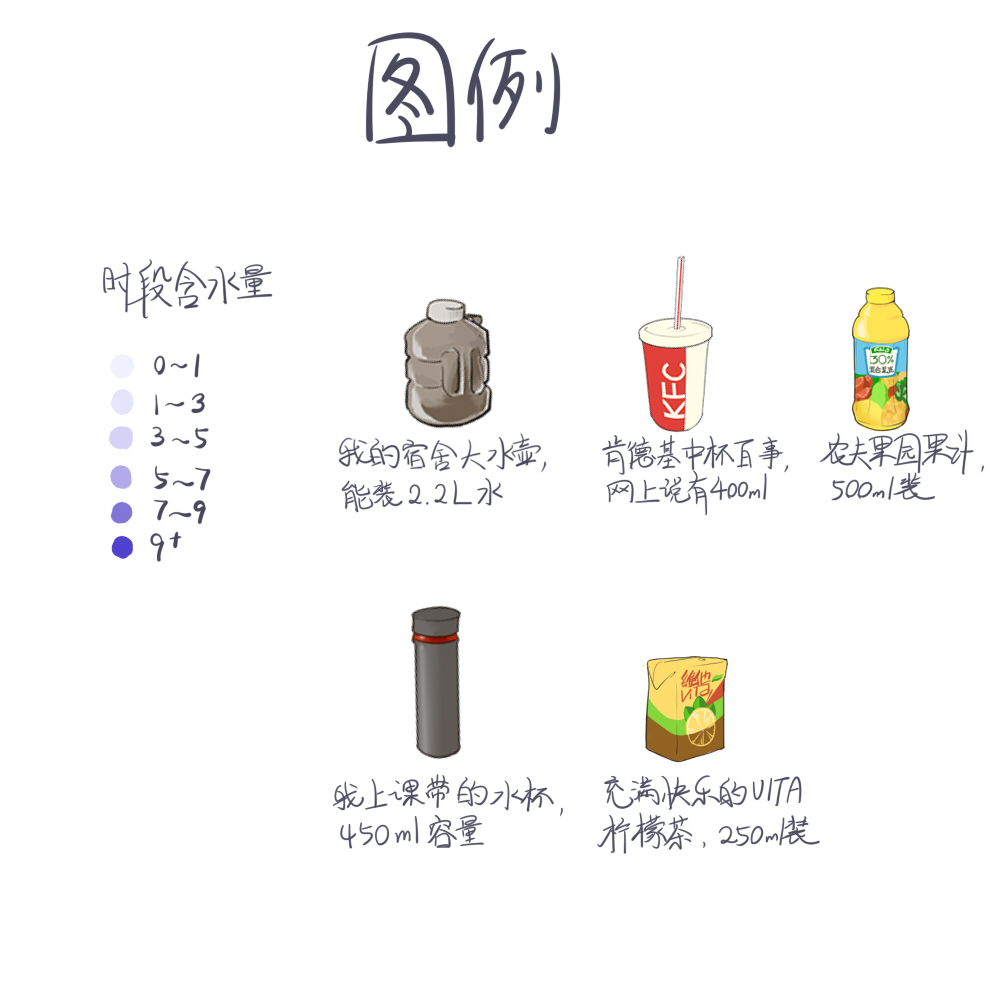 图例
时段含水量
0~1
1~3
3~5
5~7
7~9
9+
我的宿舍大水壶,
能装2.2L水
KFC
肯德基中杯百事,
网上说有400ml
30%
农夫果园果汁,
500ml装
我上课带的水杯,
450ml容量
維他
VITA
充满快乐的VITA
柠檬茶, 250ml装